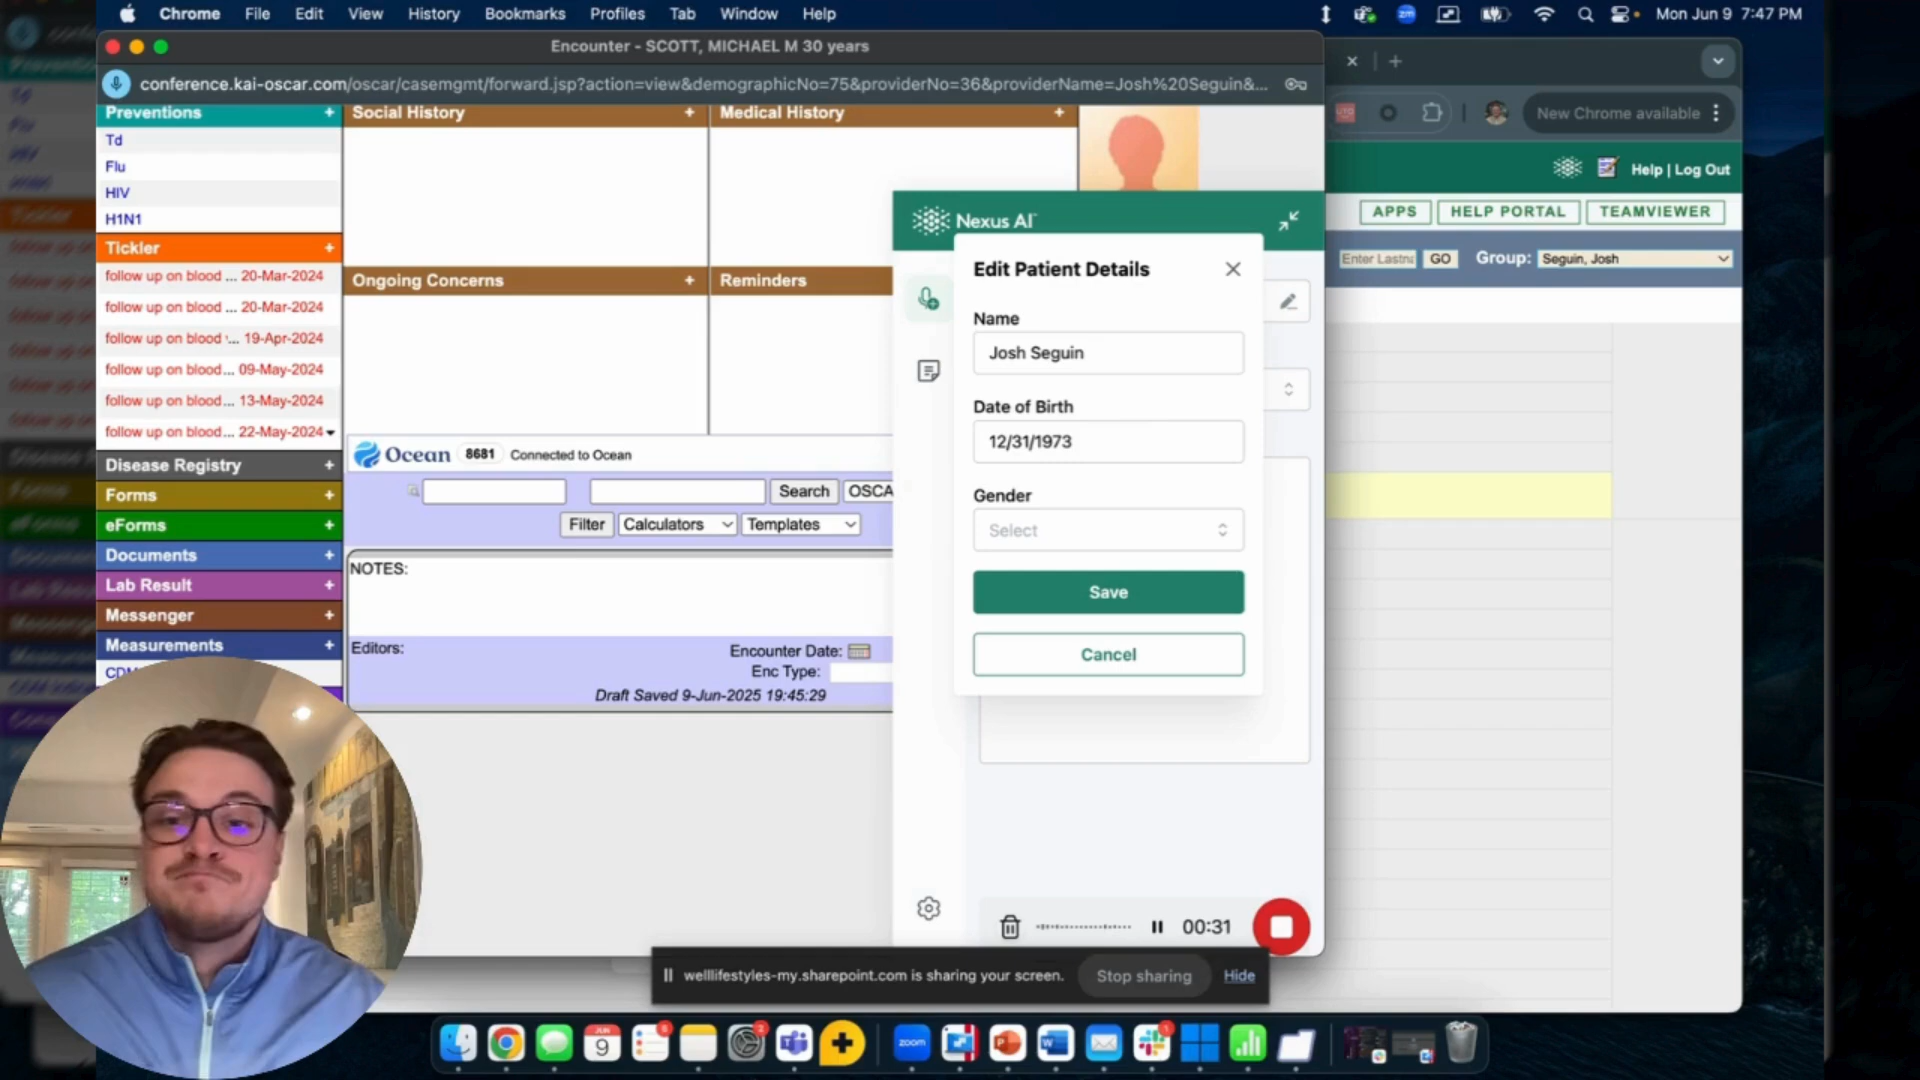 Chrome File Edit View History Bookmarks Profiles Tab Window Help
zm
Mon Jun 9 7:47 PM
Encounter - SCOTT, MICHAEL M 30 years
conference.kai-oscar.com/oscar/casemgmt/forward.jsp?action=view&demographicNo=75&providerNo=36&providerName=Josh%20Seguin&...
New Chrome available
Preventions +
Td
Flu
HIV
H1N1
Tickler +
follow up on blood ... 20-Mar-2024
follow up on blood ... 20-Mar-2024
follow up on blood '... 19-Apr-2024
follow up on blood... 09-May-2024
follow up on blood... 13-May-2024
follow up on blood... 22-May-2024
Disease Registry +
Forms +
eForms +
Documents +
Lab Result +
Messenger +
Measurements +
Social History +
Medical History +
Ongoing Concerns +
Reminders
Ocean 8681 Connected to Ocean
Search OSCA
Filter Calculators Templates
NOTES:
Editors:
Encounter Date:
Enc Type:
Draft Saved 9-Jun-2025 19:45:29
Nexus AI
Edit Patient Details
Name
Josh Seguin
Date of Birth
12/31/1973
Gender
Select
Save
Cancel
00:31
Help | Log Out
APPS HELP PORTAL TEAMVIEWER
Enter Lastna GO Group: Seguin, Josh
welllifestyles-my.sharepoint.com is sharing your screen. Stop sharing Hide
JUN
9
zoom